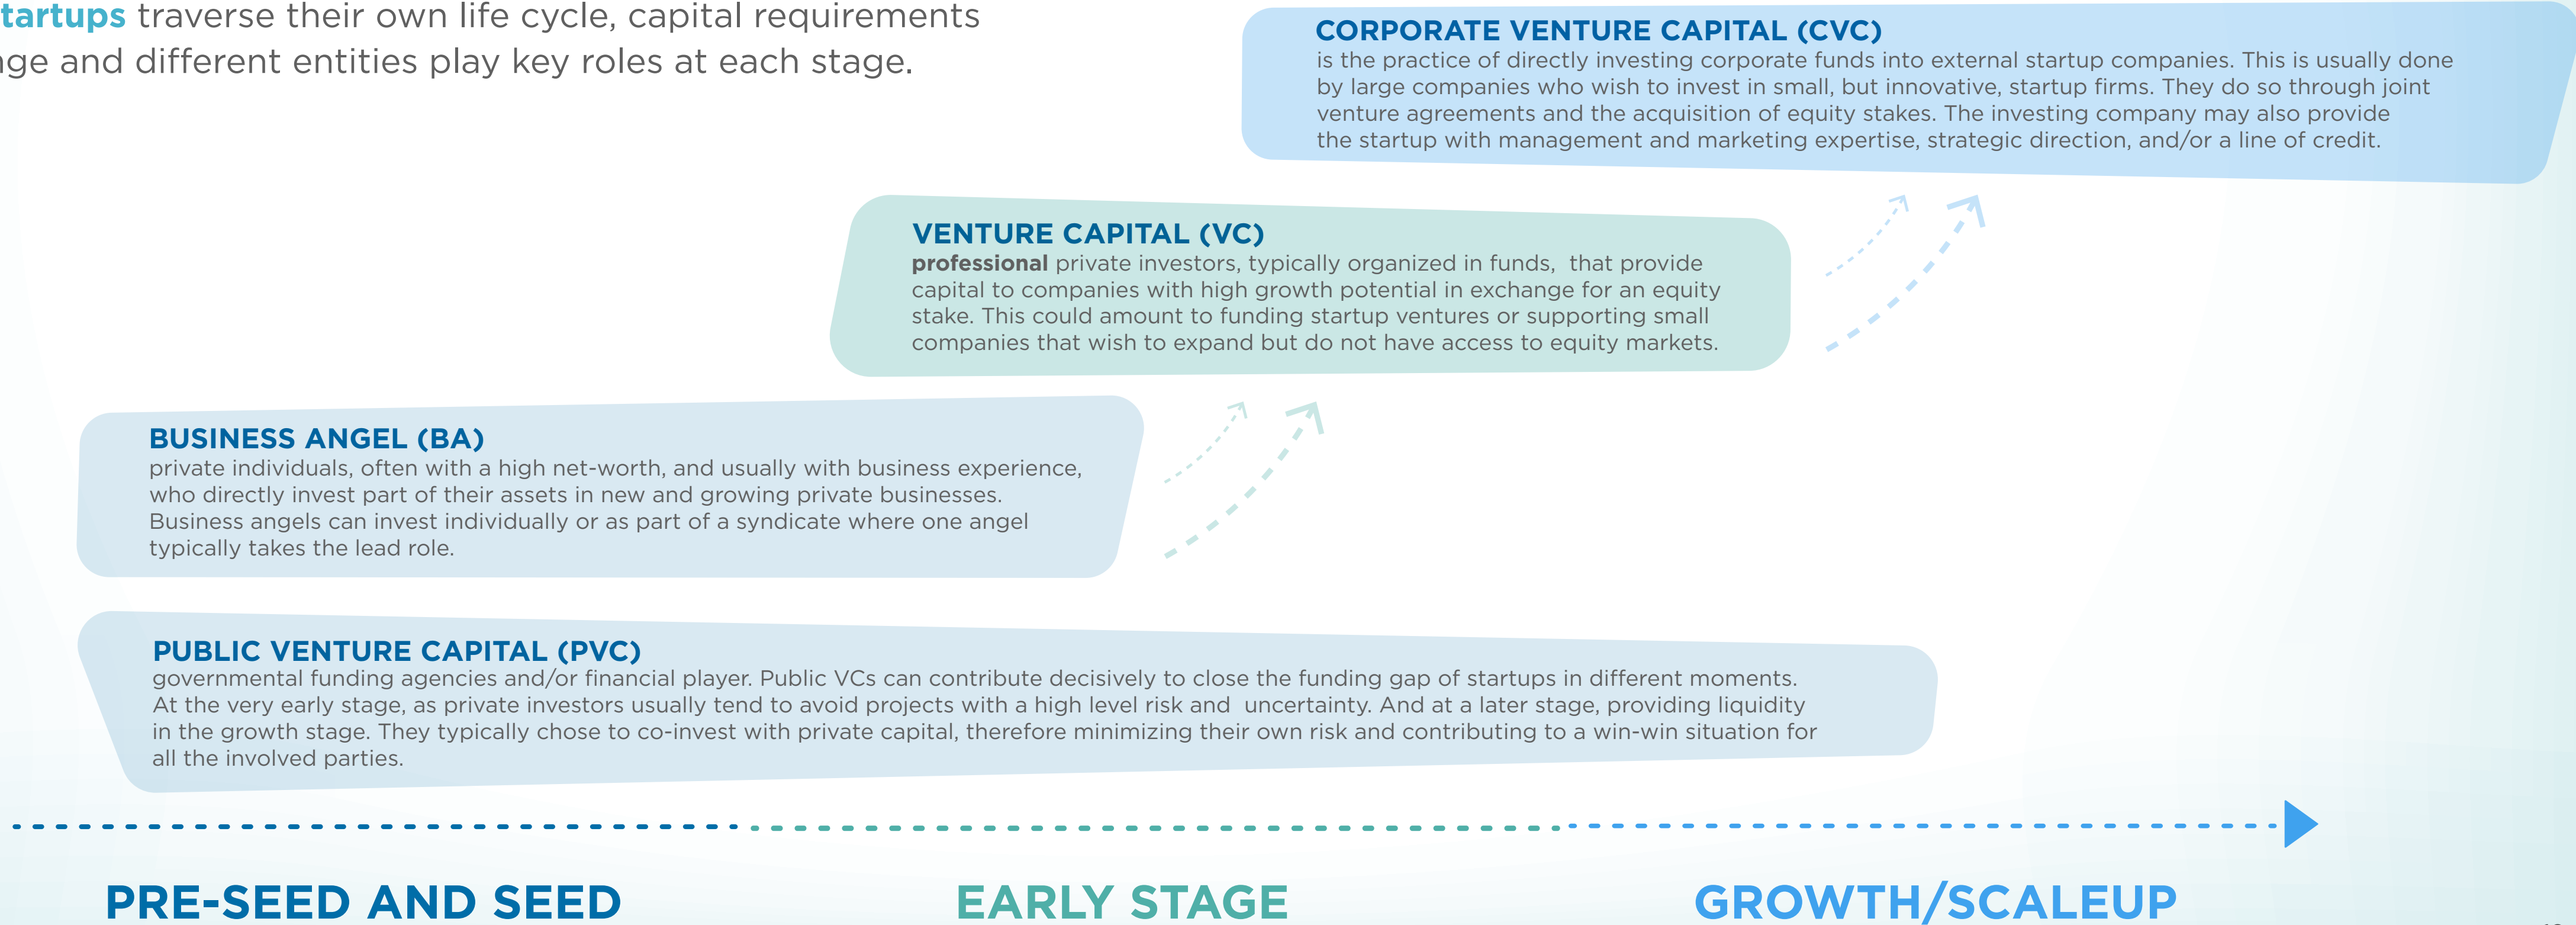 tartups traverse their own life cycle, capital requirements
nge and different entities play key roles at each stage.
CORPORATE VENTURE CAPITAL (CVC)
is the practice of directly investing corporate funds into external startup companies. This is usually done
by large companies who wish to invest in small, but innovative, startup firms. They do so through joint
venture agreements and the acquisition of equity stakes. The investing company may also provide
the startup with management and marketing expertise, strategic direction, and/or a line of credit.
VENTURE CAPITAL (VC)
professional private investors, typically organized in funds,  that provide
capital to companies with high growth potential in exchange for an equity
stake. This could amount to funding startup ventures or supporting small
companies that wish to expand but do not have access to equity markets.
BUSINESS ANGEL (BA)
private individuals, often with a high net-worth, and usually with business experience,
who directly invest part of their assets in new and growing private businesses.
Business angels can invest individually or as part of a syndicate where one angel
typically takes the lead role.
PUBLIC VENTURE CAPITAL (PVC)
governmental funding agencies and/or financial player. Public VCs can contribute decisively to close the funding gap of startups in different moments.
At the very early stage, as private investors usually tend to avoid projects with a high level risk and  uncertainty. And at a later stage, providing liquidity
in the growth stage. They typically chose to co-invest with private capital, therefore minimizing their own risk and contributing to a win-win situation for
all the involved parties.
PRE-SEED AND SEED
EARLY STAGE
GROWTH/SCALEUP